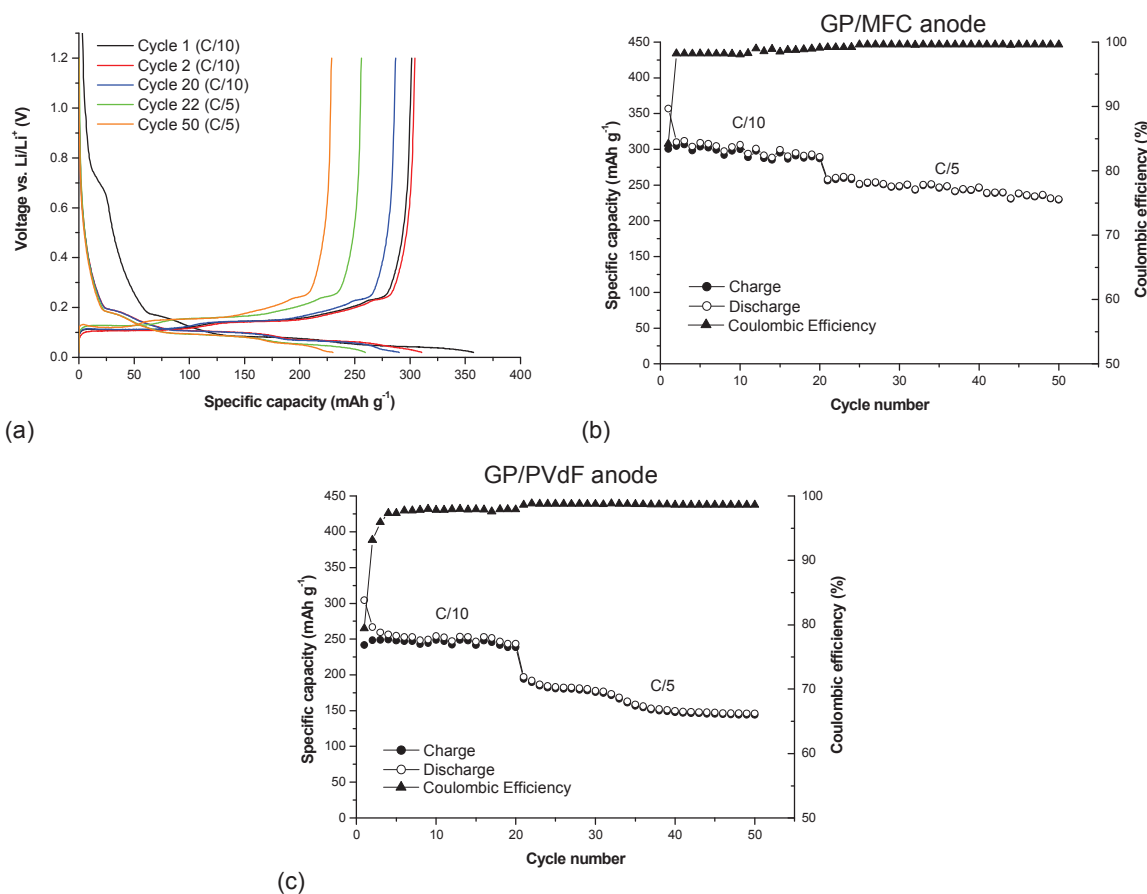 Cycle 1 (C/10)
Cycle 2 (C/10)
Cycle 20 (C/10)
Cycle 22 (C/5)
Cycle 50 (C/5)
Voltage vs. Li/Li⁺ (V)
1.2
1.0
0.8
0.6
0.4
0.2
0.0
0 50 100 150 200 250 300 350 400
Specific capacity (mAh g⁻¹)
(a)
GP/MFC anode
Specific capacity (mAh g⁻¹)
450
400
350
300
250
200
150
100
50
0
C/10
C/5
Charge
Discharge
Coulombic Efficiency
100
90
80
75
70
60
50
Coulombic efficiency (%)
0 10 20 30 40 50
Cycle number
(b)
GP/PVdF anode
Specific capacity (mAh g⁻¹)
450
400
350
300
250
200
150
100
50
0
C/10
C/5
Charge
Discharge
Coulombic Efficiency
100
90
80
70
60
50
Coulombic efficiency (%)
0 10 20 30 40 50
Cycle number
(c)